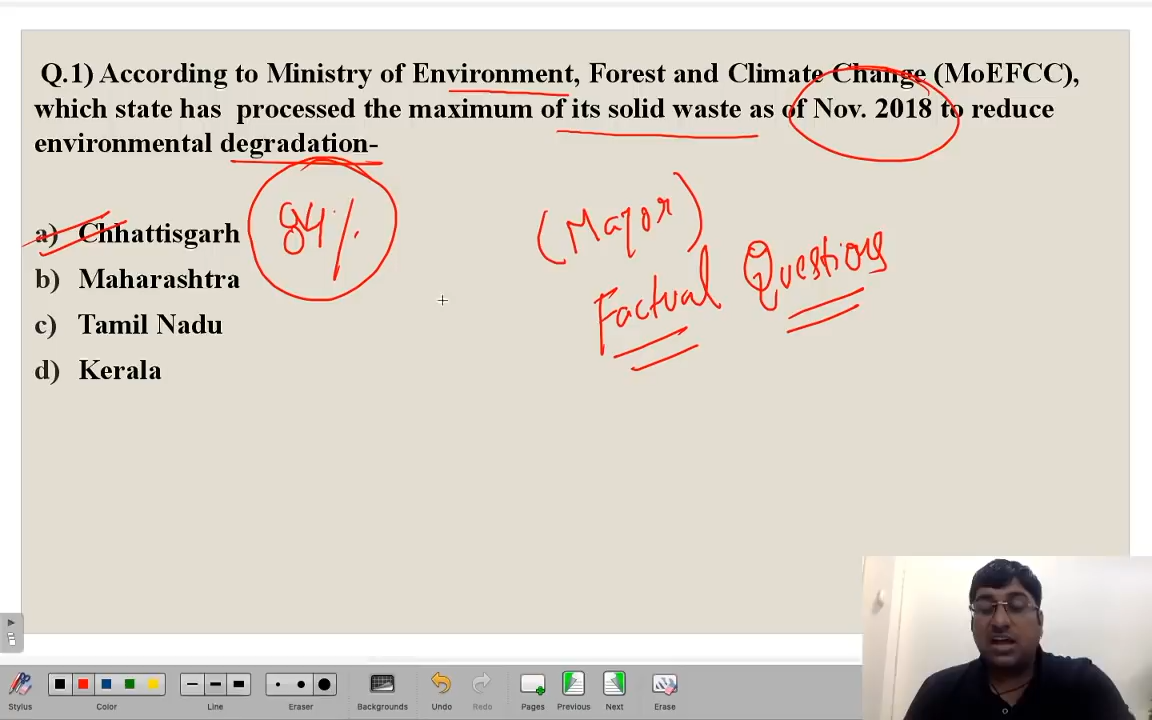 Q.1) According to Ministry of Environment, Forest and Climate Change (MoEFCC),
which state has processed the maximum of its solid waste as of Nov. 2018 to reduce
environmental degradation-
a) Chhattisgarh
84%
(Major)
Factual Questions
b) Maharashtra
c) Tamil Nadu
d) Kerala
Stylus
Color
Line
Eraser
Backgrounds
Undo
Redo
Pages
Previous
Next
Erase